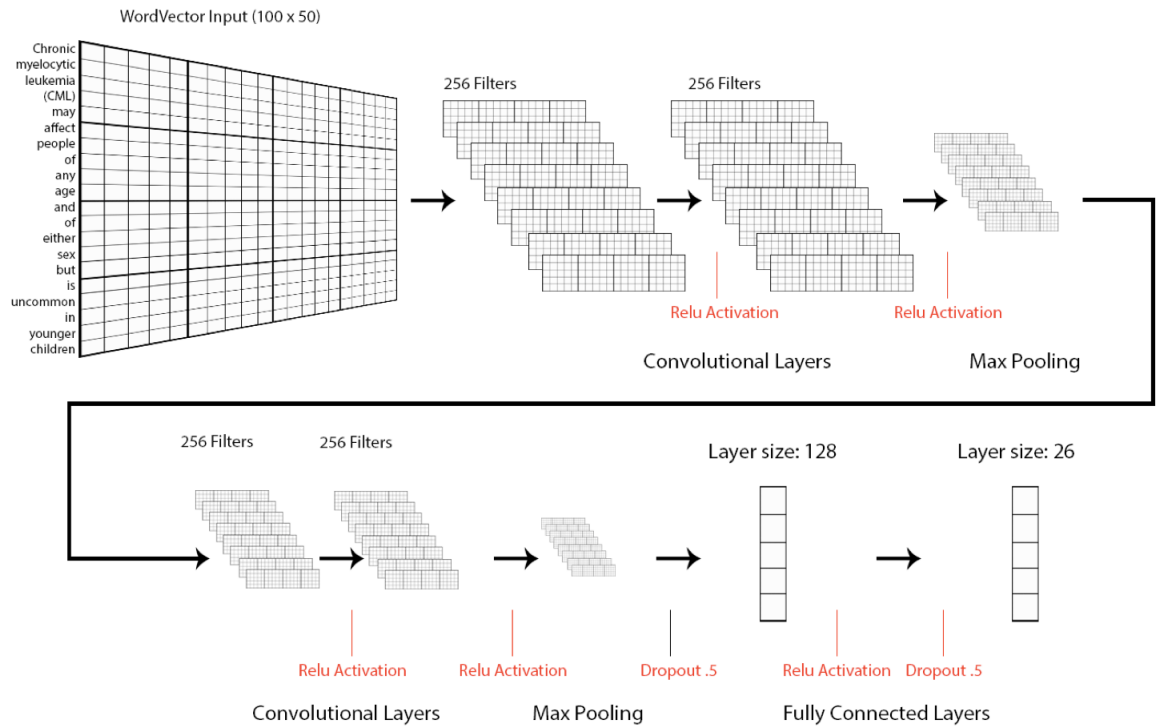 WordVector Input (100 x 50)
Chronic
myelocytic
leukemia
(CML)
may
affect
people
of
any
age
and
of
either
sex
but
is
uncommon
in
younger
children
256 Filters
256 Filters
Relu Activation
Relu Activation
Convolutional Layers
Max Pooling
256 Filters
256 Filters
Layer size: 128
Layer size: 26
Relu Activation
Relu Activation
Dropout .5
Relu Activation
Dropout .5
Convolutional Layers
Max Pooling
Fully Connected Layers